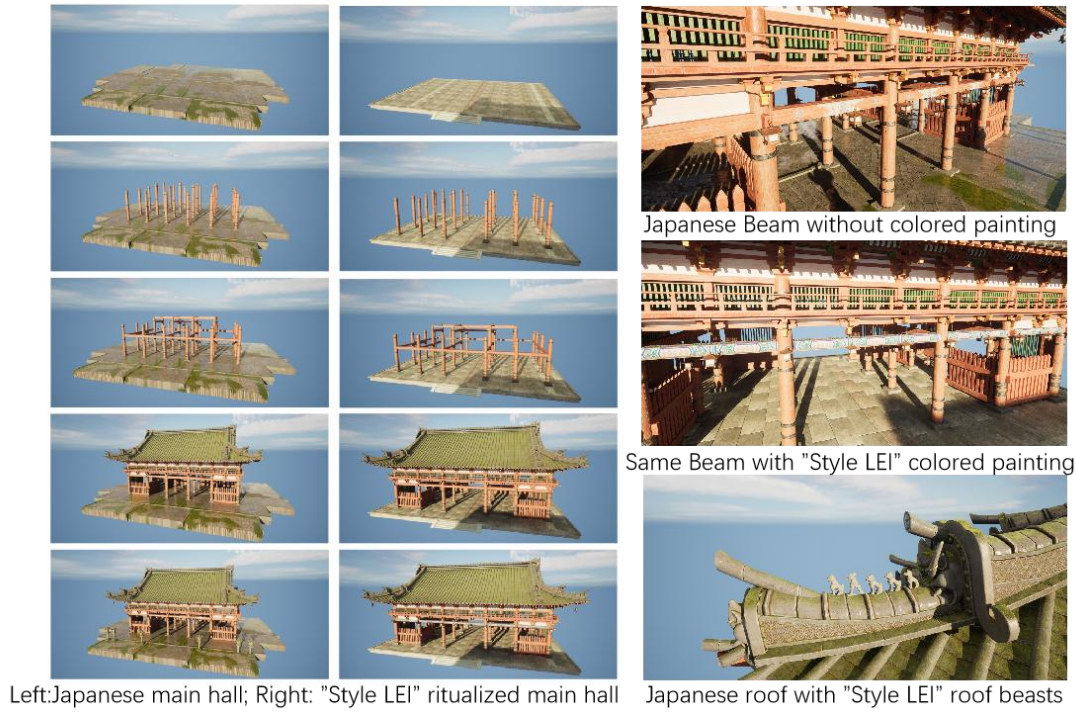 Japanese Beam without colored painting
Same Beam with "Style LEI" colored painting
Left:Japanese main hall; Right: "Style LEI" ritualized main hall
Japanese roof with "Style LEI" roof beasts